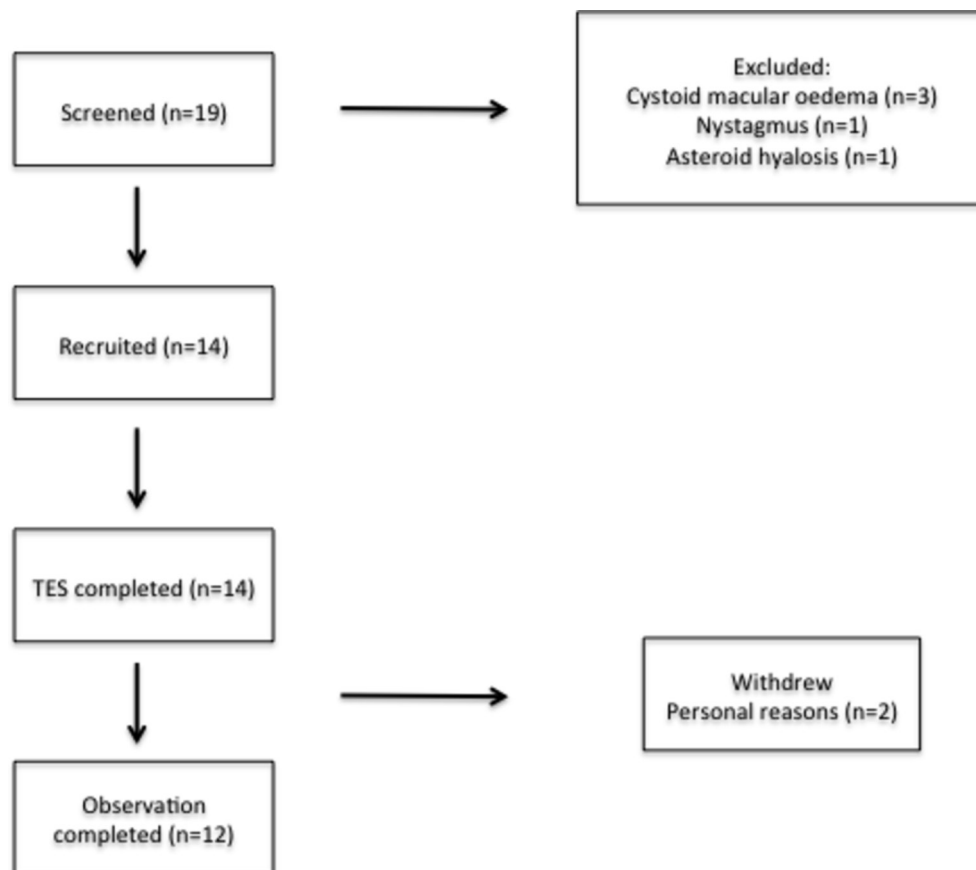 Screened (n=19)
Excluded:
Cystoid macular oedema (n=3)
Nystagmus (n=1)
Asteroid hyalosis (n=1)
Recruited (n=14)
TES completed (n=14)
Withdrew
Personal reasons (n=2)
Observation
completed (n=12)